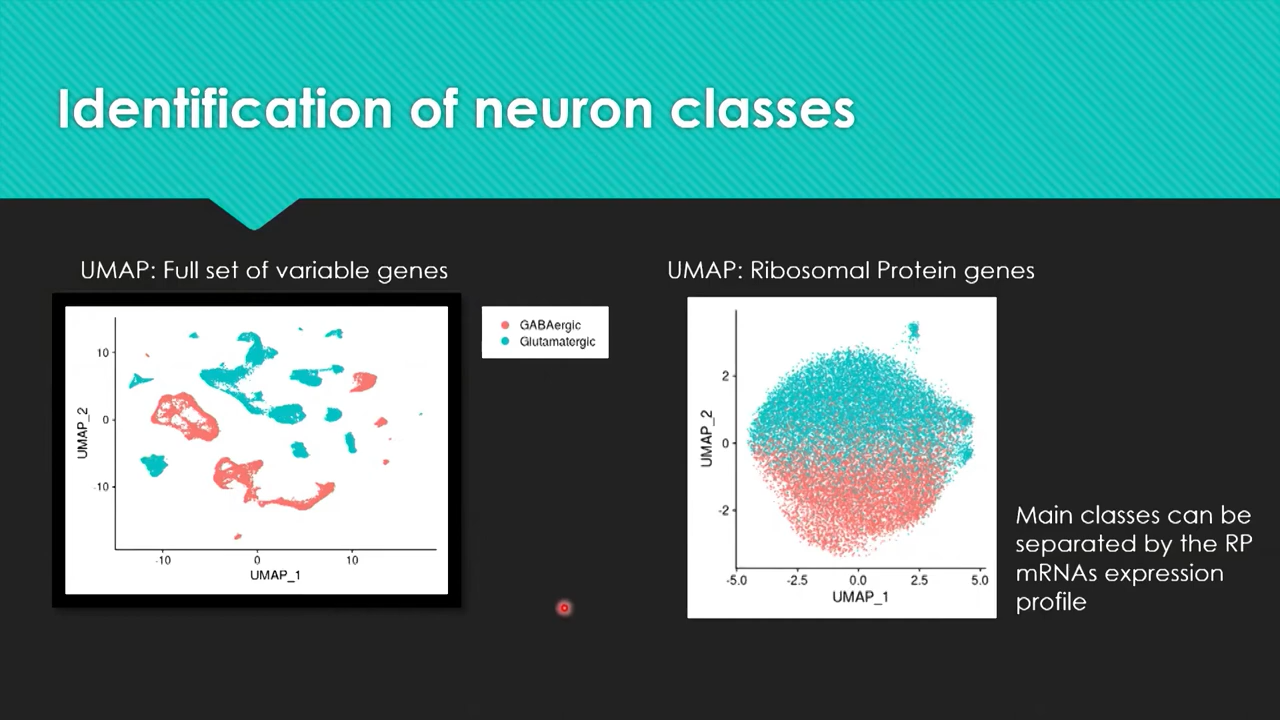 Identification of neuron classes
UMAP: Full set of variable genes
UMAP: Ribosomal Protein genes
GABAergic
Glutamatergic
10
0
-10
UMAP_2
-10
0
10
UMAP_1
2
0
-2
UMAP_2
-5.0
-2.5
0.0
2.5
5.0
UMAP_1
Main classes can be
separated by the RP
mRNAs expression
profile